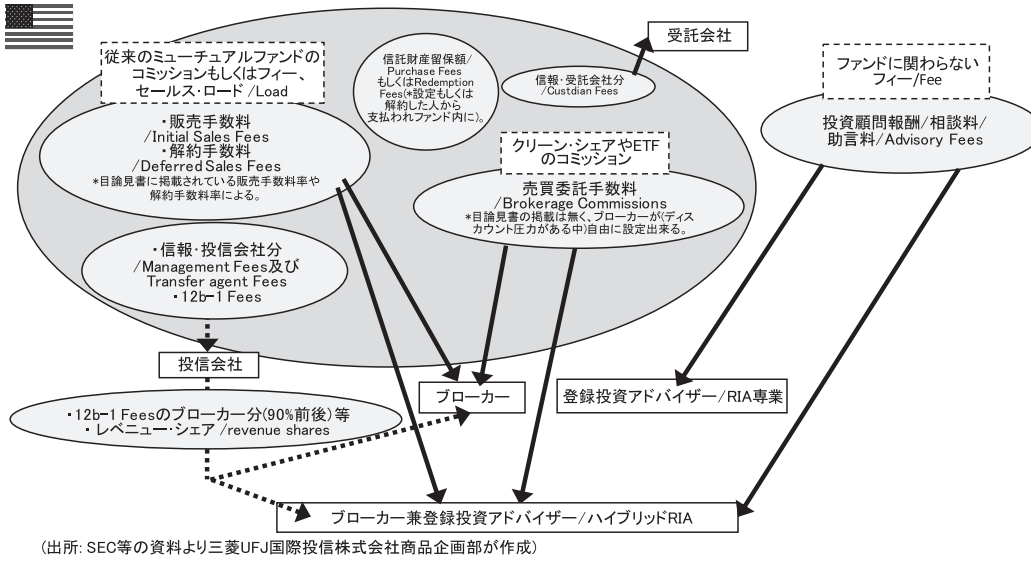 従来のミューチュアルファンドの
コミッションもしくはフィー、
セールス・ロード/Load
・販売手数料
/Initial Sales Fees
・解約手数料
/Deferred Sales Fees
*目論見書に掲載されている販売手数料率や
解約手数料率による。
・信報・投信会社分
/Management Fees及び
Transfer agent Fees
・12b-1 Fees
信託財産留保額/
Purchase Fees
もしくはRedemption
Fees(*設定もしくは
解約した人から
支払われファンド内に)。
信報・受託会社分
/Custdian Fees
受託会社
クリーン・シェアやETF
のコミッション
売買委託手数料
/Brokerage Commissions
*目論見書の掲載は無く、ブローカーが(ディス
カウント圧力がある中)自由に設定出来る。
ファンドに関わらない
フィー/Fee
投資顧問報酬/相談料/
助言料/Advisory Fees
投信会社
・12b-1 Feesのブローカー分(90%前後)等
・レベニュー・シェア/revenue shares
ブローカー
登録投資アドバイザー/RIA専業
ブローカー兼登録投資アドバイザー/ハイブリッドRIA
(出所: SEC等の資料より三菱UFJ国際投信株式会社商品企画部が作成)